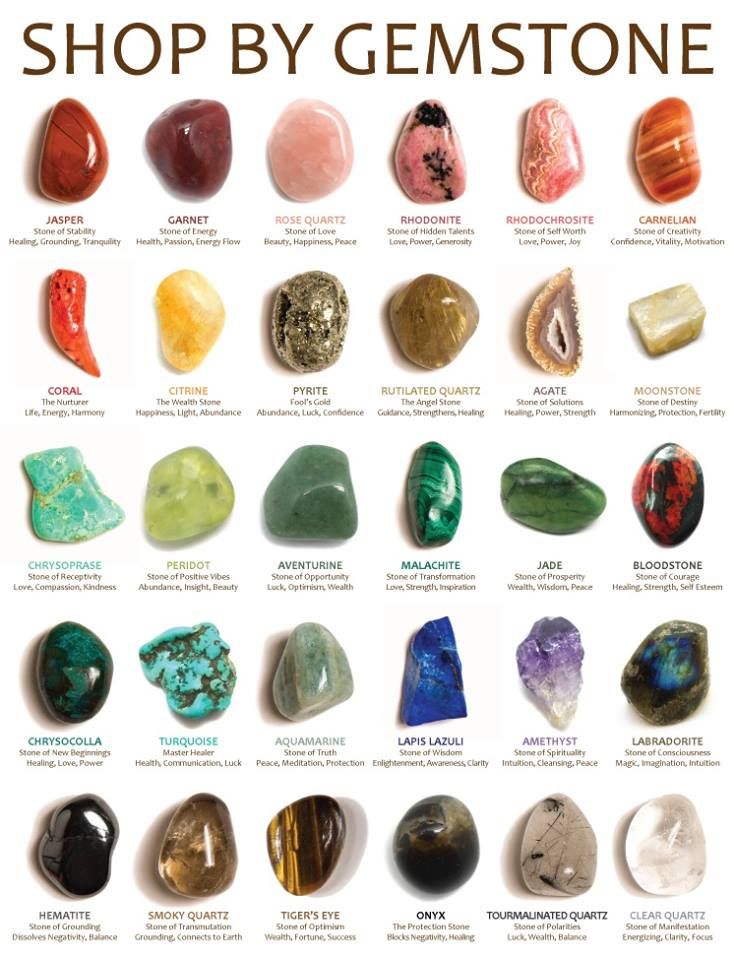 SHOP BY GEMSTONE
JASPER
Stone of Stability
Healing, Grounding, Tranquility
GARNET
Stone of Energy
Health, Passion, Energy Flow
ROSE QUARTZ
Stone of Love
Beauty, Happiness, Peace
RHODONITE
Stone of Hidden Talents
Love, Power, Generosity
RHODOCHROSITE
Stone of Self Worth
Love, Power, Joy
CARNELIAN
Stone of Creativity
Confidence, Vitality, Motivation
CORAL
The Nurturer
Life, Energy, Harmony
CITRINE
The Wealth Stone
Happiness, Light, Abundance
PYRITE
Fool's Gold
Abundance, Luck, Confidence
RUTILATED QUARTZ
The Angel Stone
Guidance, Strengthens, Healing
AGATE
Stone of Solutions
Healing, Power, Strength
MOONSTONE
Stone of Destiny
Harmonizing, Protection, Fertility
CHRYSOPRASE
Stone of Receptivity
Love, Compassion, Kindness
PERIDOT
Stone of Positive Vibes
Abundance, Insight, Beauty
AVENTURINE
Stone of Opportunity
Luck, Optimism, Wealth
MALACHITE
Stone of Transformation
Love, Strength, Inspiration
JADE
Stone of Prosperity
Wealth, Wisdom, Peace
BLOODSTONE
Stone of Courage
Healing, Strength, Self Esteem
CHRYSOCOLLA
Stone of New Beginnings
Healing, Love, Power
TURQUOISE
Master Healer
Health, Communication, Luck
AQUAMARINE
Stone of Truth
Peace, Meditation, Protection
LAPIS LAZULI
Stone of Wisdom
Enlightenment, Awareness, Clarity
AMETHYST
Stone of Spirituality
Intuition, Cleansing, Peace
LABRADORITE
Stone of Consciousness
Magic, Imagination, Intuition
HEMATITE
Stone of Grounding
Dissolves Negativity, Balance
SMOKY QUARTZ
Stone of Transmutation
Grounding, Connects to Earth
TIGER'S EYE
Stone of Optimism
Wealth, Fortune, Success
ONYX
The Protection Stone
Blocks Negativity, Healing
TOURMALINATED QUARTZ
Stone of Polarities
Luck, Wealth, Balance
CLEAR QUARTZ
Stone of Manifestation
Energizing, Clarity, Focus